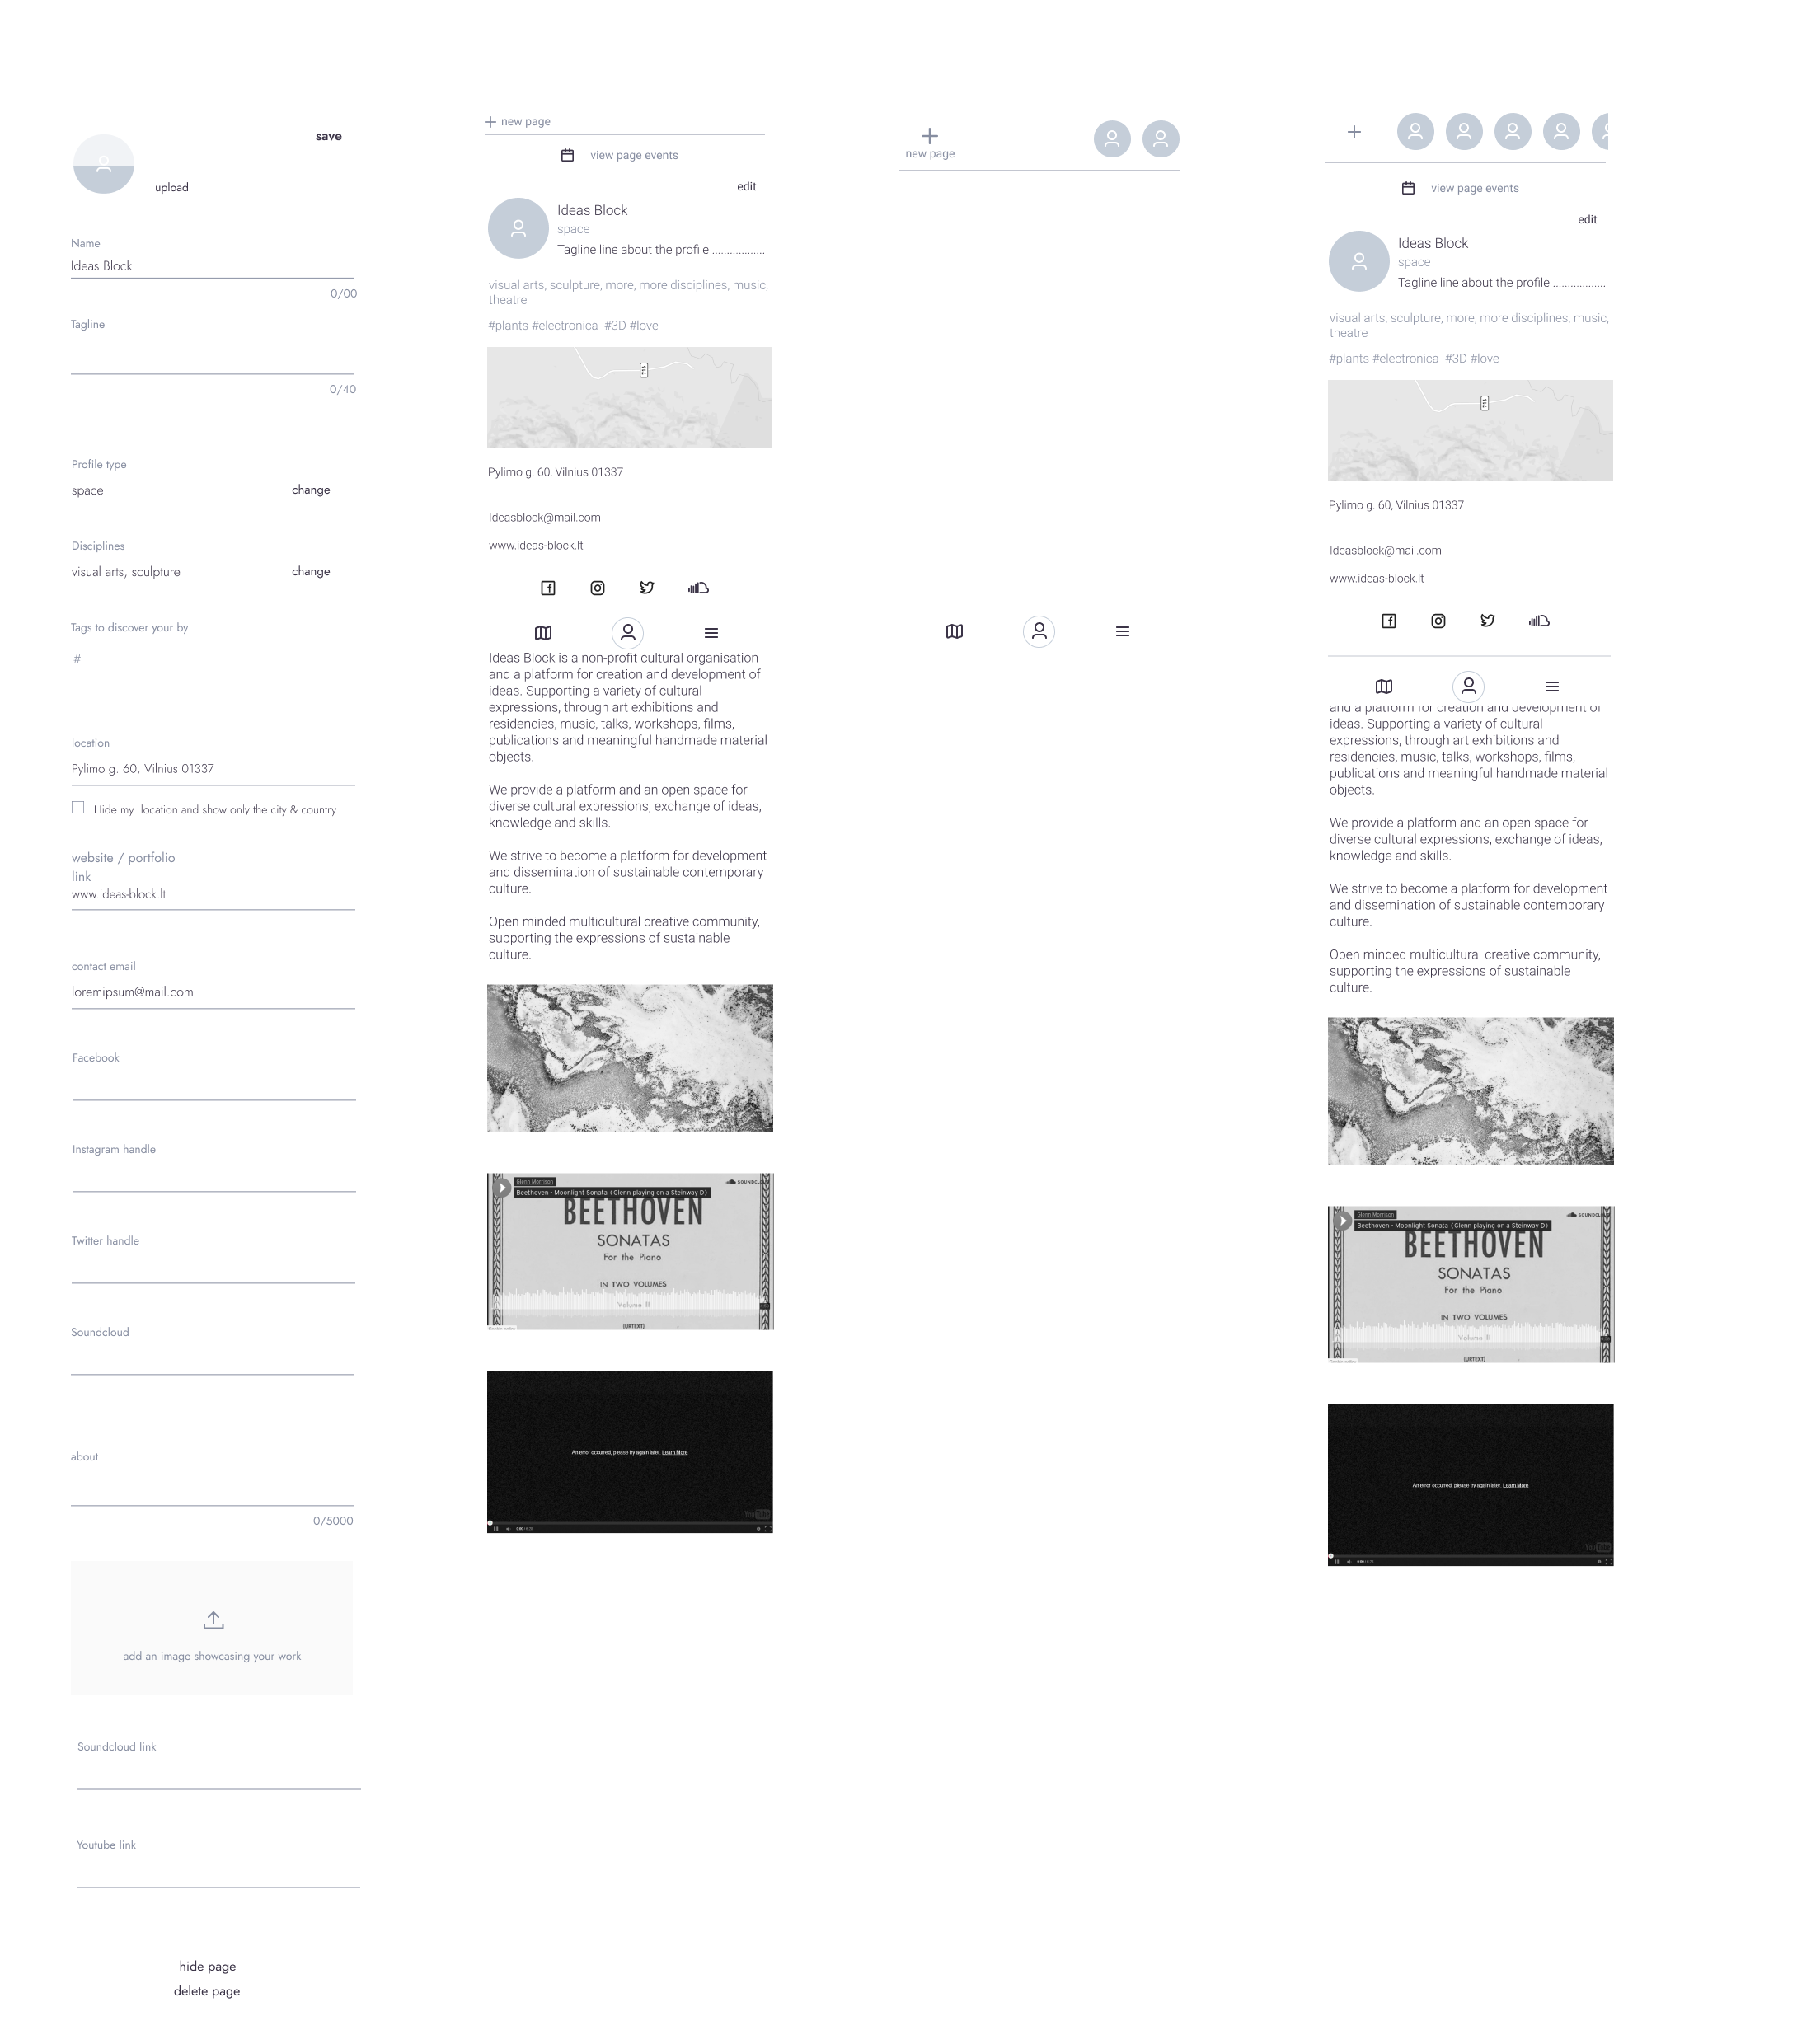 save
upload
Name
Ideas Block
0/00
Tagline
0/40
Profile type
space
change
Disciplines
visual arts, sculpture
change
Tags to discover your by
#
location
Pylimo g. 60, Vilnius 01337
Hide my location and show only the city & country
website / portfolio
link
www.ideas-block.lt
contact email
loremipsum@mail.com
Facebook
Instagram handle
Twitter handle
Soundcloud
about
0/5000
add an image showcasing your work
Soundcloud link
Youtube link
hide page
delete page
new page
view page events
edit
Ideas Block
space
Tagline line about the profile ..................
visual arts, sculpture, more, more disciplines, music,
theatre
#plants #electronica #3D #love
Pylimo g. 60, Vilnius 01337
Ideasblock@mail.com
www.ideas-block.lt
Ideas Block is a non-profit cultural organisation
and a platform for creation and development of
ideas. Supporting a variety of cultural
expressions, through art exhibitions and
residencies, music, talks, workshops, films,
publications and meaningful handmade material
objects.
We provide a platform and an open space for
diverse cultural expressions, exchange of ideas,
knowledge and skills.
We strive to become a platform for development
and dissemination of sustainable contemporary
culture.
Open minded multicultural creative community,
supporting the expressions of sustainable
culture.
Glenn Morrison
Beethoven - Moonlight Sonata (Glenn playing on a Steinway D)
BEETHOVEN
SONATAS
For the Piano
IN TWO VOLUMES
Volume II
(URTEXT)
Cookie policy
An error occurred, please try again later. Learn More
YouTube
new page
view page events
edit
Ideas Block
space
Tagline line about the profile ..................
visual arts, sculpture, more, more disciplines, music,
theatre
#plants #electronica #3D #love
Pylimo g. 60, Vilnius 01337
Ideasblock@mail.com
www.ideas-block.lt
and a platform for creation and development of
ideas. Supporting a variety of cultural
expressions, through art exhibitions and
residencies, music, talks, workshops, films,
publications and meaningful handmade material
objects.
We provide a platform and an open space for
diverse cultural expressions, exchange of ideas,
knowledge and skills.
We strive to become a platform for development
and dissemination of sustainable contemporary
culture.
Open minded multicultural creative community,
supporting the expressions of sustainable
culture.
Glenn Morrison
Beethoven - Moonlight Sonata (Glenn playing on a Steinway D)
BEETHOVEN
SONATAS
For the Piano
IN TWO VOLUMES
Volume II
(URTEXT)
Cookie policy
An error occurred, please try again later. Learn More
YouTube